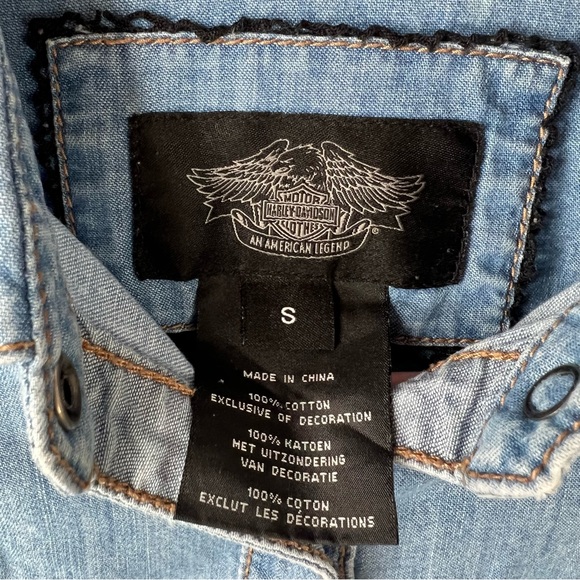 MOTOR
HARLEY-DAVIDSON
CLOTHES
AN AMERICAN LEGEND
®
S
MADE IN CHINA
100% COTTON
EXCLUSIVE OF DECORATION
100% KATOEN
MET UITZONDERING
VAN DECORATIE
100% COTON
EXCLUT LES DÉCORATIONS